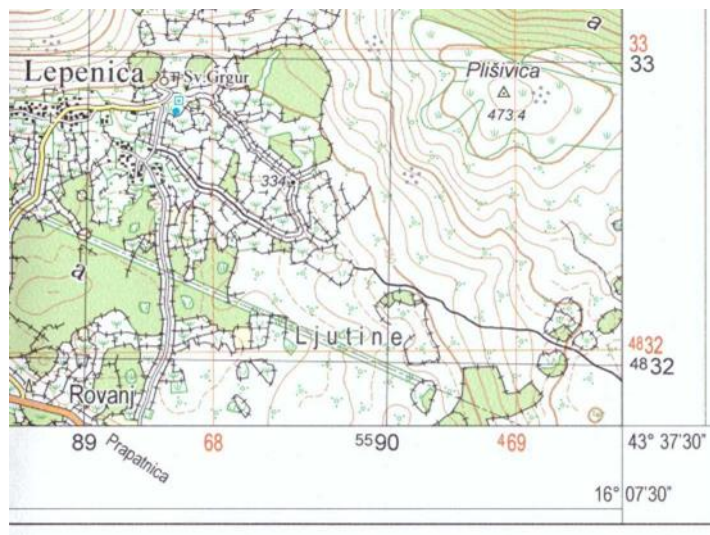 a
33
33
Lepenica
Sv.Grgur
Plišivica
473.4
334
a
Ljutine
4832
4832
Rovanj
89
Prapatnica
68
5590
469
43° 37'30"
16° 07'30"